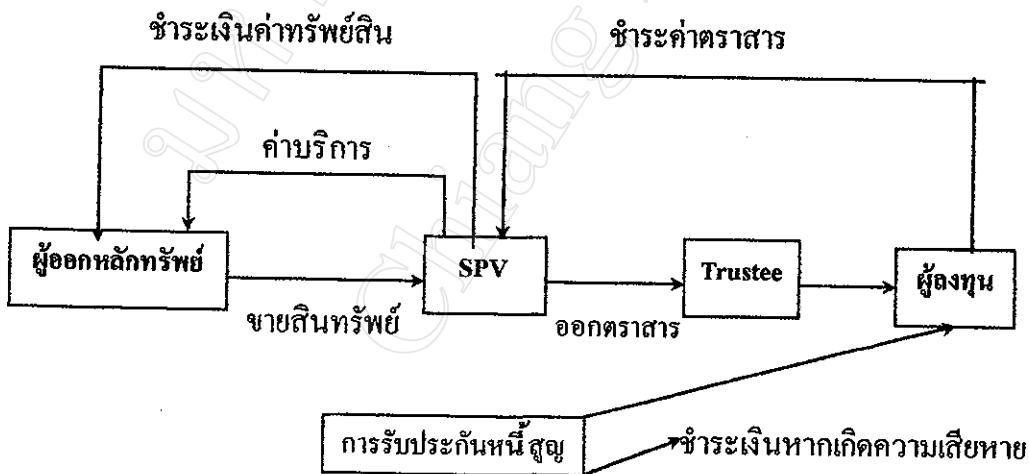 ชำระเงินค่าทรัพย์สิน
ชำระค่าตราสาร
ค่าบริการ
ผู้ออกหลักทรัพย์
SPV
Trustee
ผู้ลงทุน
ขายสินทรัพย์
ออกตราสาร
การรับประกันหนี้ สูญ
ชำระเงินหากเกิดความเสียหาย
Chiang